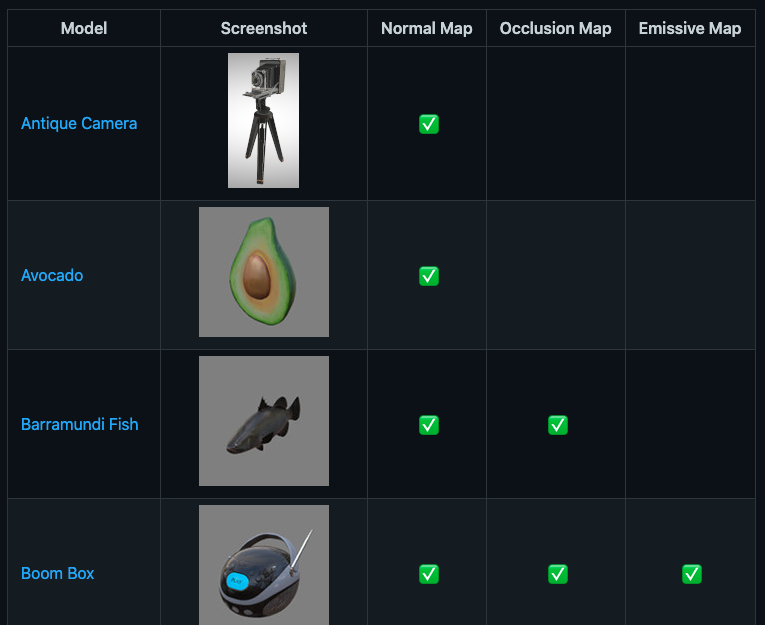 Model Screenshot Normal Map Occlusion Map Emissive Map
Antique Camera ✅
Avocado ✅
Barramundi Fish ✅ ✅
Boom Box ✅ ✅ ✅